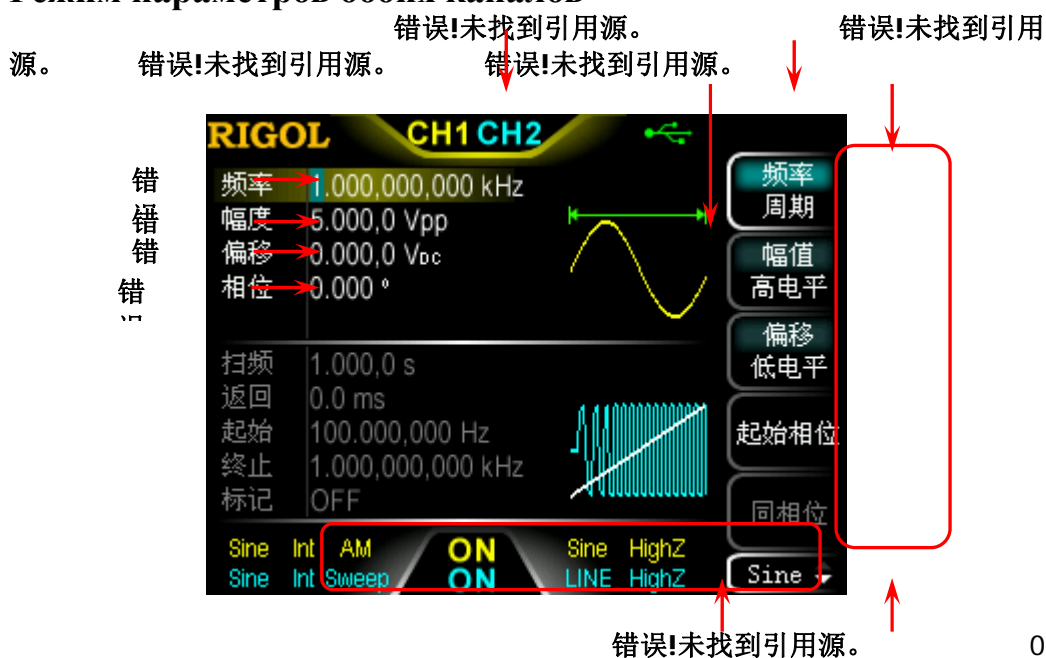 Режим параметров обоих каналов
错误!未找到引用源。 错误!未找到引用
源。 错误!未找到引用源。 错误!未找到引用源。
RIGOL CH1 CH2
错
错
错
错
频率 1.000,000,000 kHz
幅度 5.000,0 Vpp
偏移 0.000,0 VDC
相位 0.000 °
扫频 1.000,0 s
返回 0.0 ms
起始 100.000,000 Hz
终止 1.000,000,000 kHz
标记 OFF
频率
周期
幅值
高电平
偏移
低电平
起始相位
同相位
Sine
Sine Int AM ON Sine HighZ
Sine Int Sweep ON LINE HighZ
错误!未找到引用源。 0